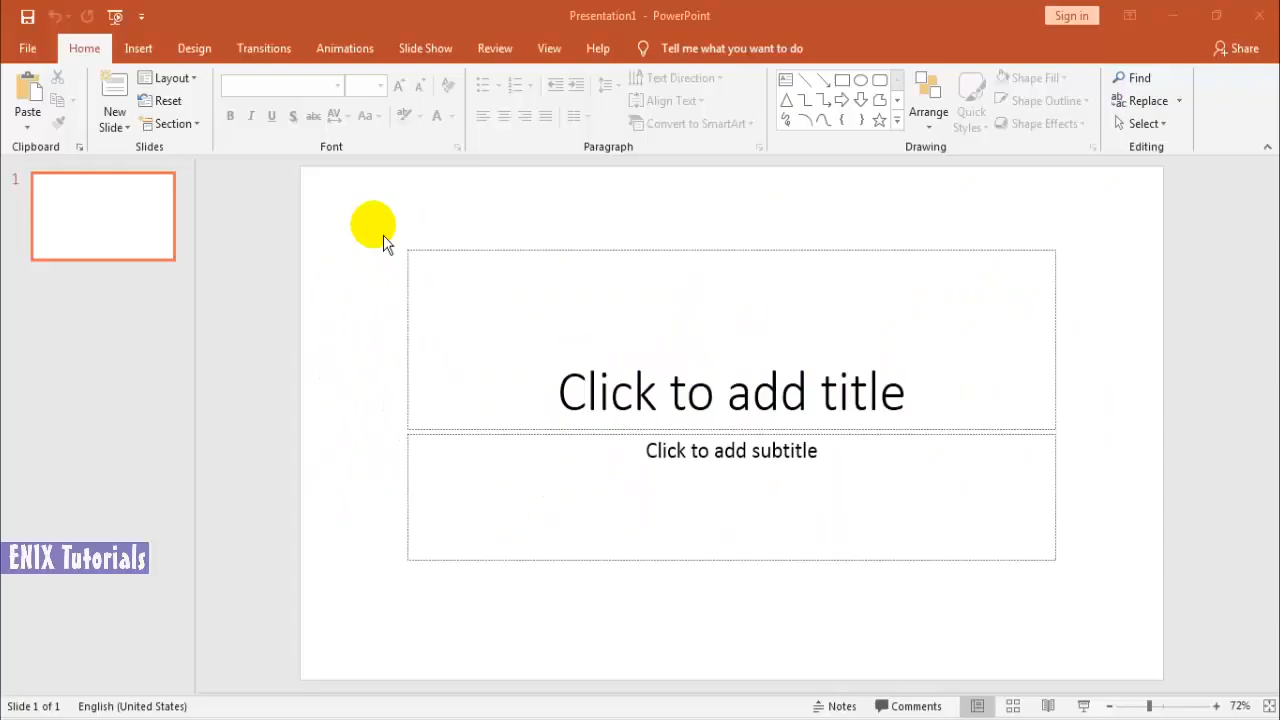 Presentation1 - PowerPoint
Sign in
File Home Insert Design Transitions Animations Slide Show Review View Help Tell me what you want to do Share
Paste
Clipboard
New Slide
Layout
Reset
Section
Slides
Font
Text Direction
Align Text
Convert to SmartArt
Paragraph
Arrange
Quick Styles
Shape Fill
Shape Outline
Shape Effects
Drawing
Find
Replace
Select
Editing
1
Click to add title
Click to add subtitle
ENIX Tutorials
Slide 1 of 1 English (United States) Notes Comments 72%